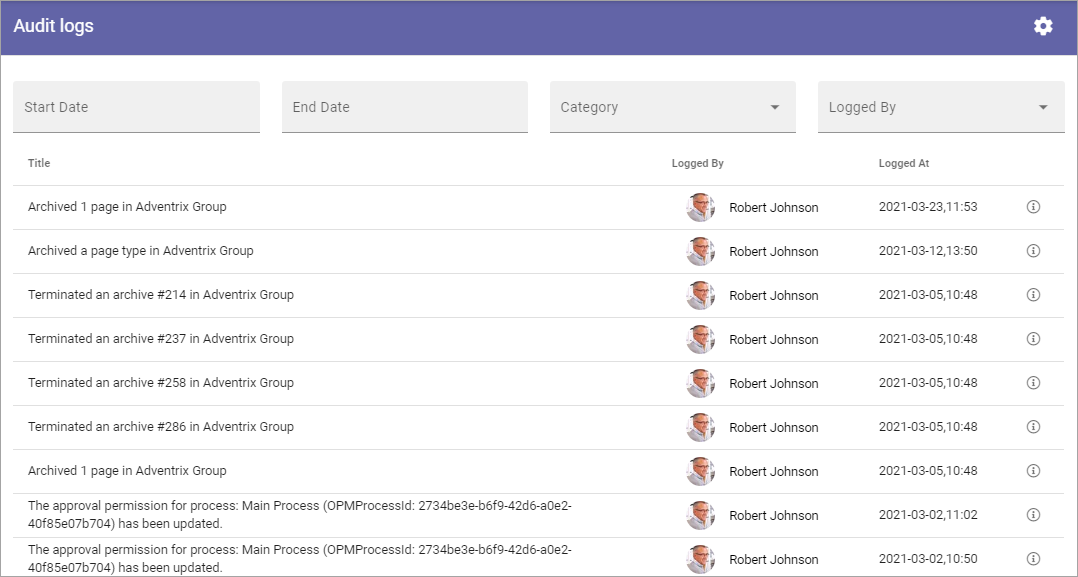 Audit logs
Start Date
End Date
Category
Logged By
Title
Logged By
Logged At
Archived 1 page in Adventrix Group
Robert Johnson
2021-03-23,11:53
Archived a page type in Adventrix Group
Robert Johnson
2021-03-12,13:50
Terminated an archive #214 in Adventrix Group
Robert Johnson
2021-03-05,10:48
Terminated an archive #237 in Adventrix Group
Robert Johnson
2021-03-05,10:48
Terminated an archive #258 in Adventrix Group
Robert Johnson
2021-03-05,10:48
Terminated an archive #286 in Adventrix Group
Robert Johnson
2021-03-05,10:48
Archived 1 page in Adventrix Group
Robert Johnson
2021-03-05,10:48
The approval permission for process: Main Process (OPMProcessId: 2734be3e-b6f9-42d6-a0e2-
40f85e07b704) has been updated.
Robert Johnson
2021-03-02,11:02
The approval permission for process: Main Process (OPMProcessId: 2734be3e-b6f9-42d6-a0e2-
40f85e07b704) has been updated.
Robert Johnson
2021-03-02,10:50